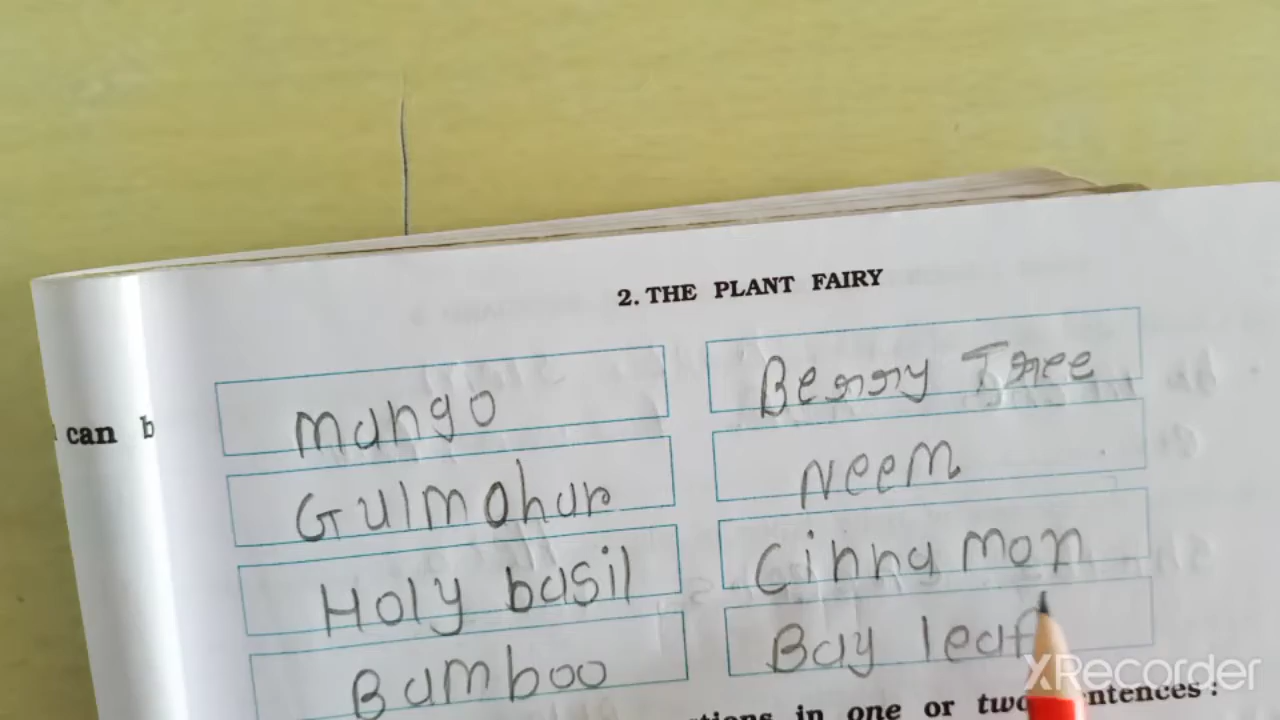 2. THE PLANT FAIRY
can b
Mango
Berry Tree
Gulmohur
Neem
Holy basil
Cinnamon
Bamboo
Bay leaf
in one or two
XRecorder